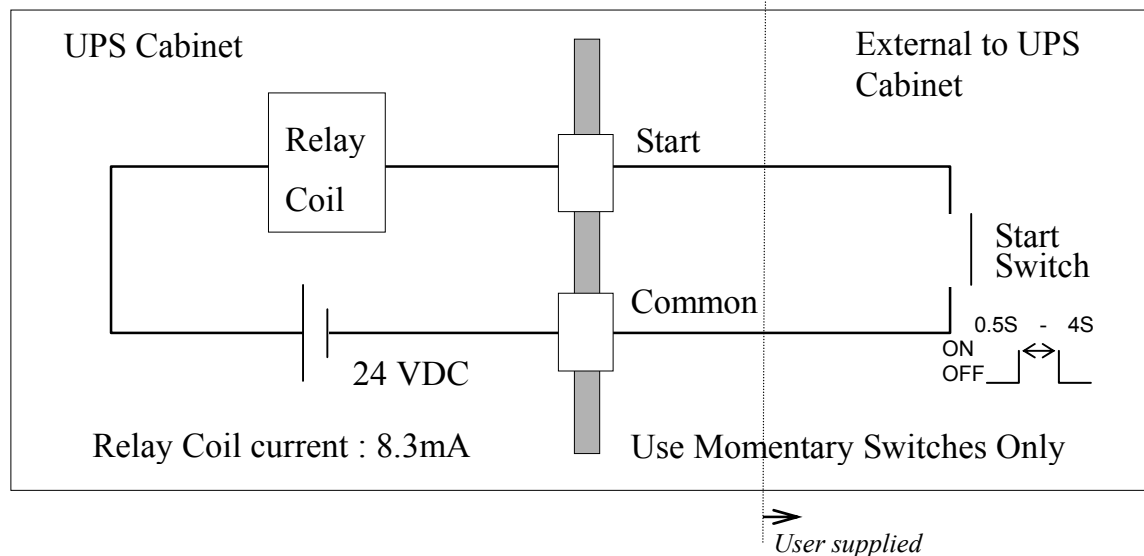 UPS Cabinet
External to UPS
Cabinet
Relay
Coil
Start
Start
Switch
Common
0.5S - 4S
ON
OFF
24 VDC
Relay Coil current : 8.3mA
Use Momentary Switches Only
User supplied